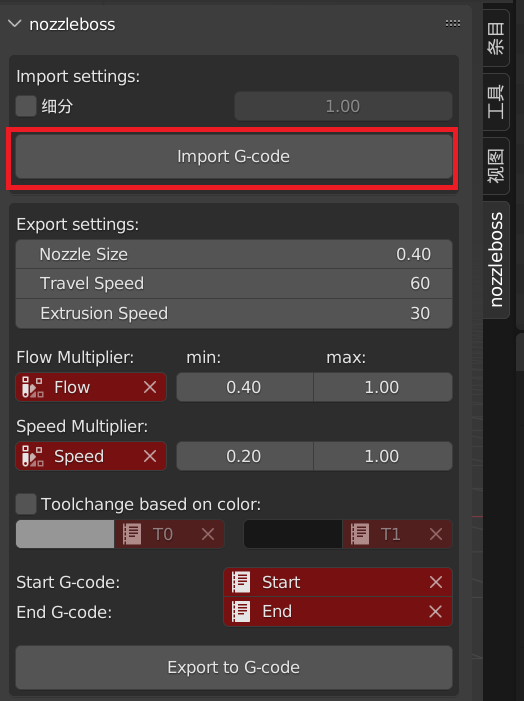 nozzleboss
Import settings:
细分 1.00
Import G-code
Export settings:
Nozzle Size 0.40
Travel Speed 60
Extrusion Speed 30
Flow Multiplier: min: max:
Flow 0.40 1.00
Speed Multiplier:
Speed 0.20 1.00
Toolchange based on color:
T0 T1
Start G-code: Start
End G-code: End
Export to G-code
条目
工具
视图
nozzleboss